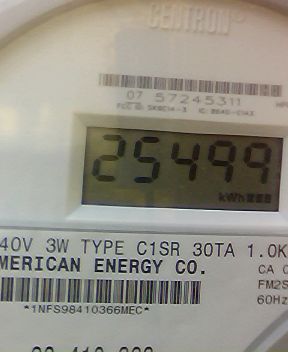 CENTRON®
07 57245311
25499
kWh
40V 3W TYPE C1SR 30TA 1.0K
MERICAN ENERGY CO.
CA 0
FM2S
60Hz
*1NFS98410366MEC*